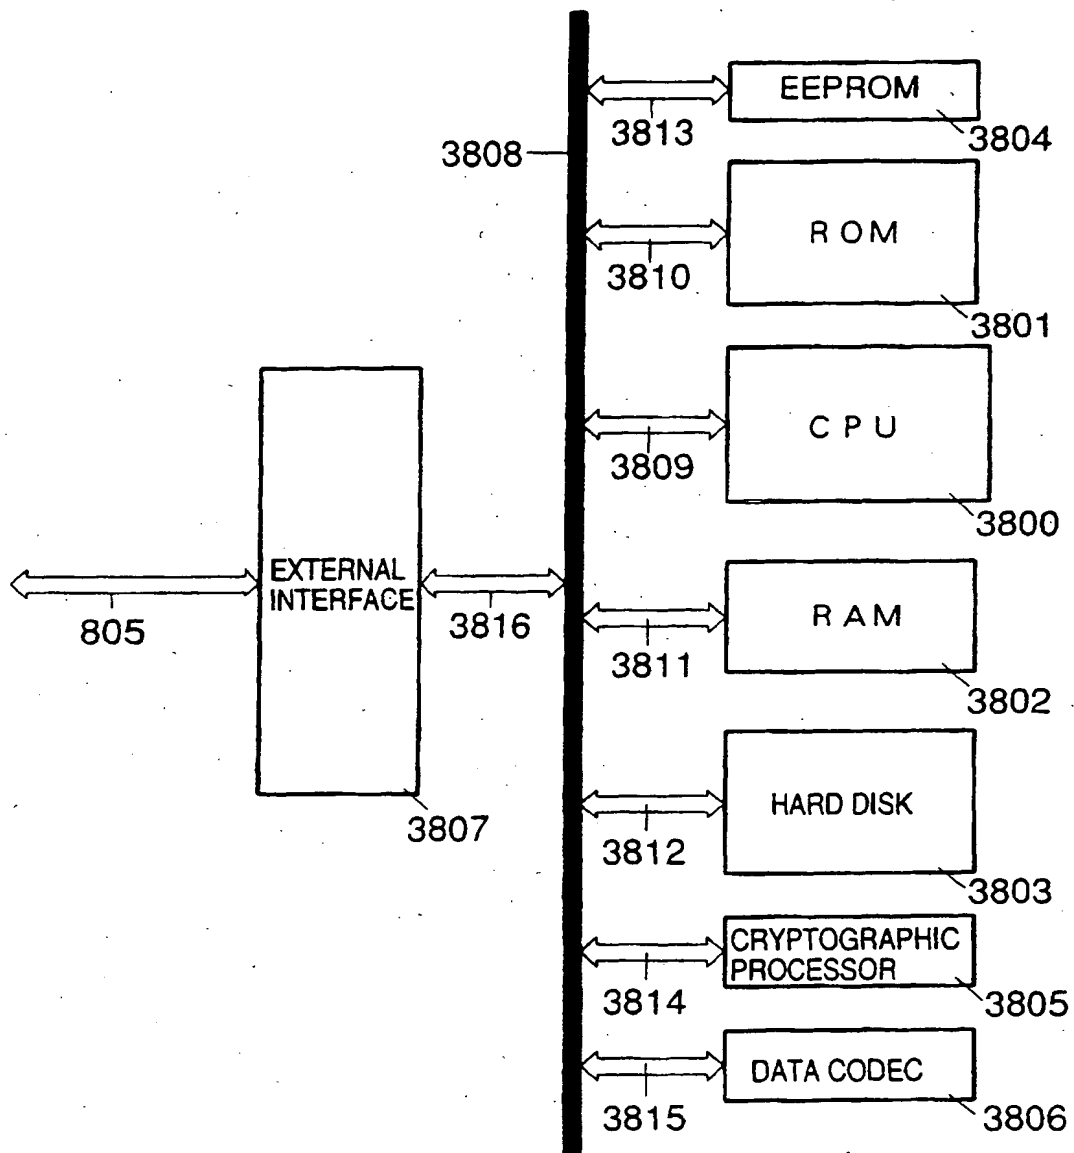 EEPROM
3813
3804
3808
ROM
3810
3801
CPU
3809
3800
EXTERNAL
INTERFACE
805
3816
RAM
3811
3802
HARD DISK
3807
3812
3803
CRYPTOGRAPHIC
PROCESSOR
3814
3805
DATA CODEC
3815
3806